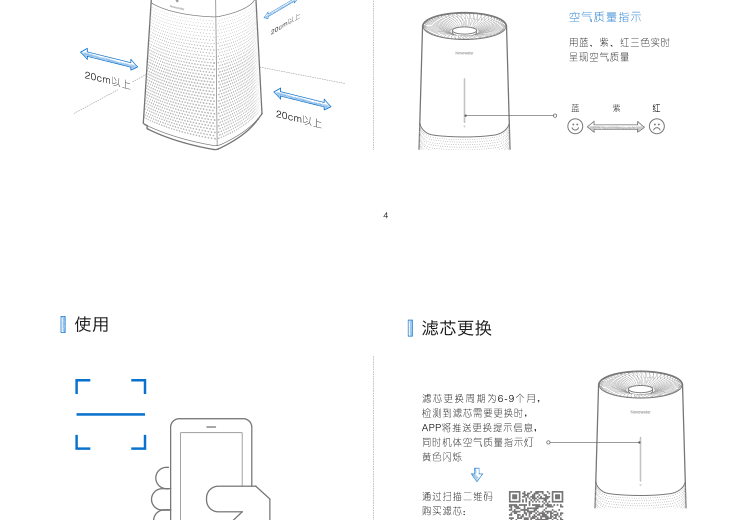 20cm以上
20cm以上
20cm以上
空气质量指示
用蓝、紫、红三色实时
呈现空气质量
蓝 紫 红
4
使用
滤芯更换
滤芯更换周期为6-9个月，
检测到滤芯需要更换时，
APP将推送更换提示信息，
同时机体空气质量指示灯
黄色闪烁
通过扫描二维码
购买滤芯：